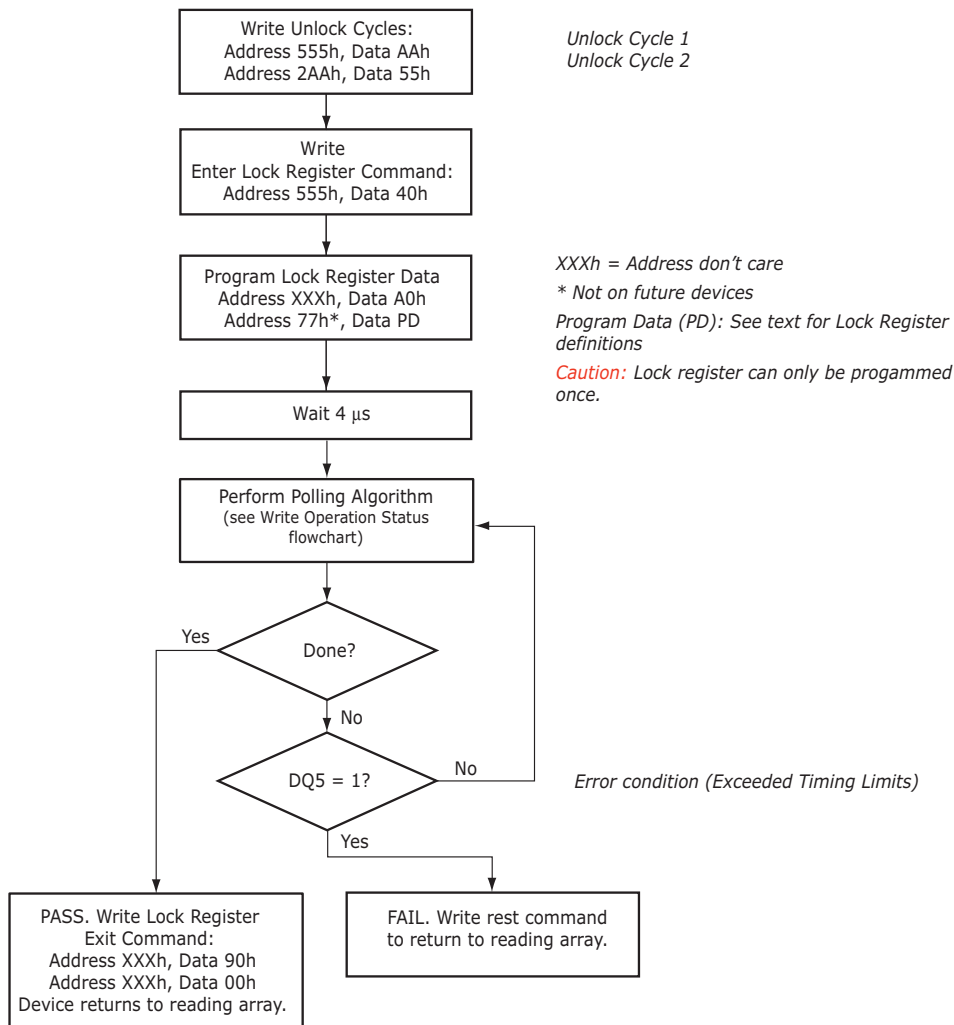 Write Unlock Cycles:
Address 555h, Data AAh
Address 2AAh, Data 55h
Unlock Cycle 1
Unlock Cycle 2
Write
Enter Lock Register Command:
Address 555h, Data 40h
Program Lock Register Data
Address XXXh, Data A0h
Address 77h*, Data PD
XXXh = Address don't care
* Not on future devices
Program Data (PD): See text for Lock Register
definitions
Caution: Lock register can only be progammed
once.
Wait 4 μs
Perform Polling Algorithm
(see Write Operation Status
flowchart)
Yes
Done?
No
DQ5 = 1?
No
Error condition (Exceeded Timing Limits)
Yes
PASS. Write Lock Register
Exit Command:
Address XXXh, Data 90h
Address XXXh, Data 00h
Device returns to reading array.
FAIL. Write rest command
to return to reading array.